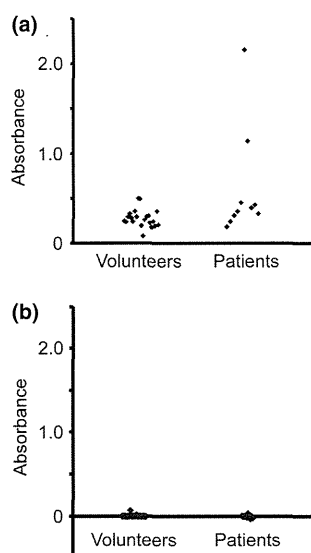 (a)
2.0
Absorbance
1.0
0
Volunteers Patients
(b)
2.0
Absorbance
1.0
0
Volunteers Patients